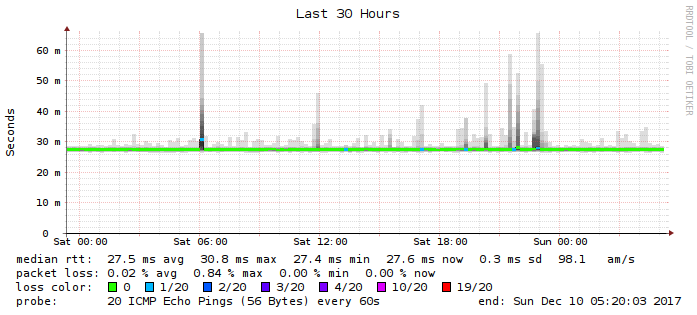 Last 30 Hours
RRDTOOL / TOBI OETIKER
Seconds
60 m
50 m
40 m
30 m
20 m
10 m
0
Sat 00:00 Sat 06:00 Sat 12:00 Sat 18:00 Sun 00:00
median rtt: 27.5 ms avg 30.8 ms max 27.4 ms min 27.6 ms now 0.3 ms sd 98.1 am/s
packet loss: 0.02 % avg 0.84 % max 0.00 % min 0.00 % now
loss color: 0 1/20 2/20 3/20 4/20 10/20 19/20
probe: 20 ICMP Echo Pings (56 Bytes) every 60s end: Sun Dec 10 05:20:03 2017